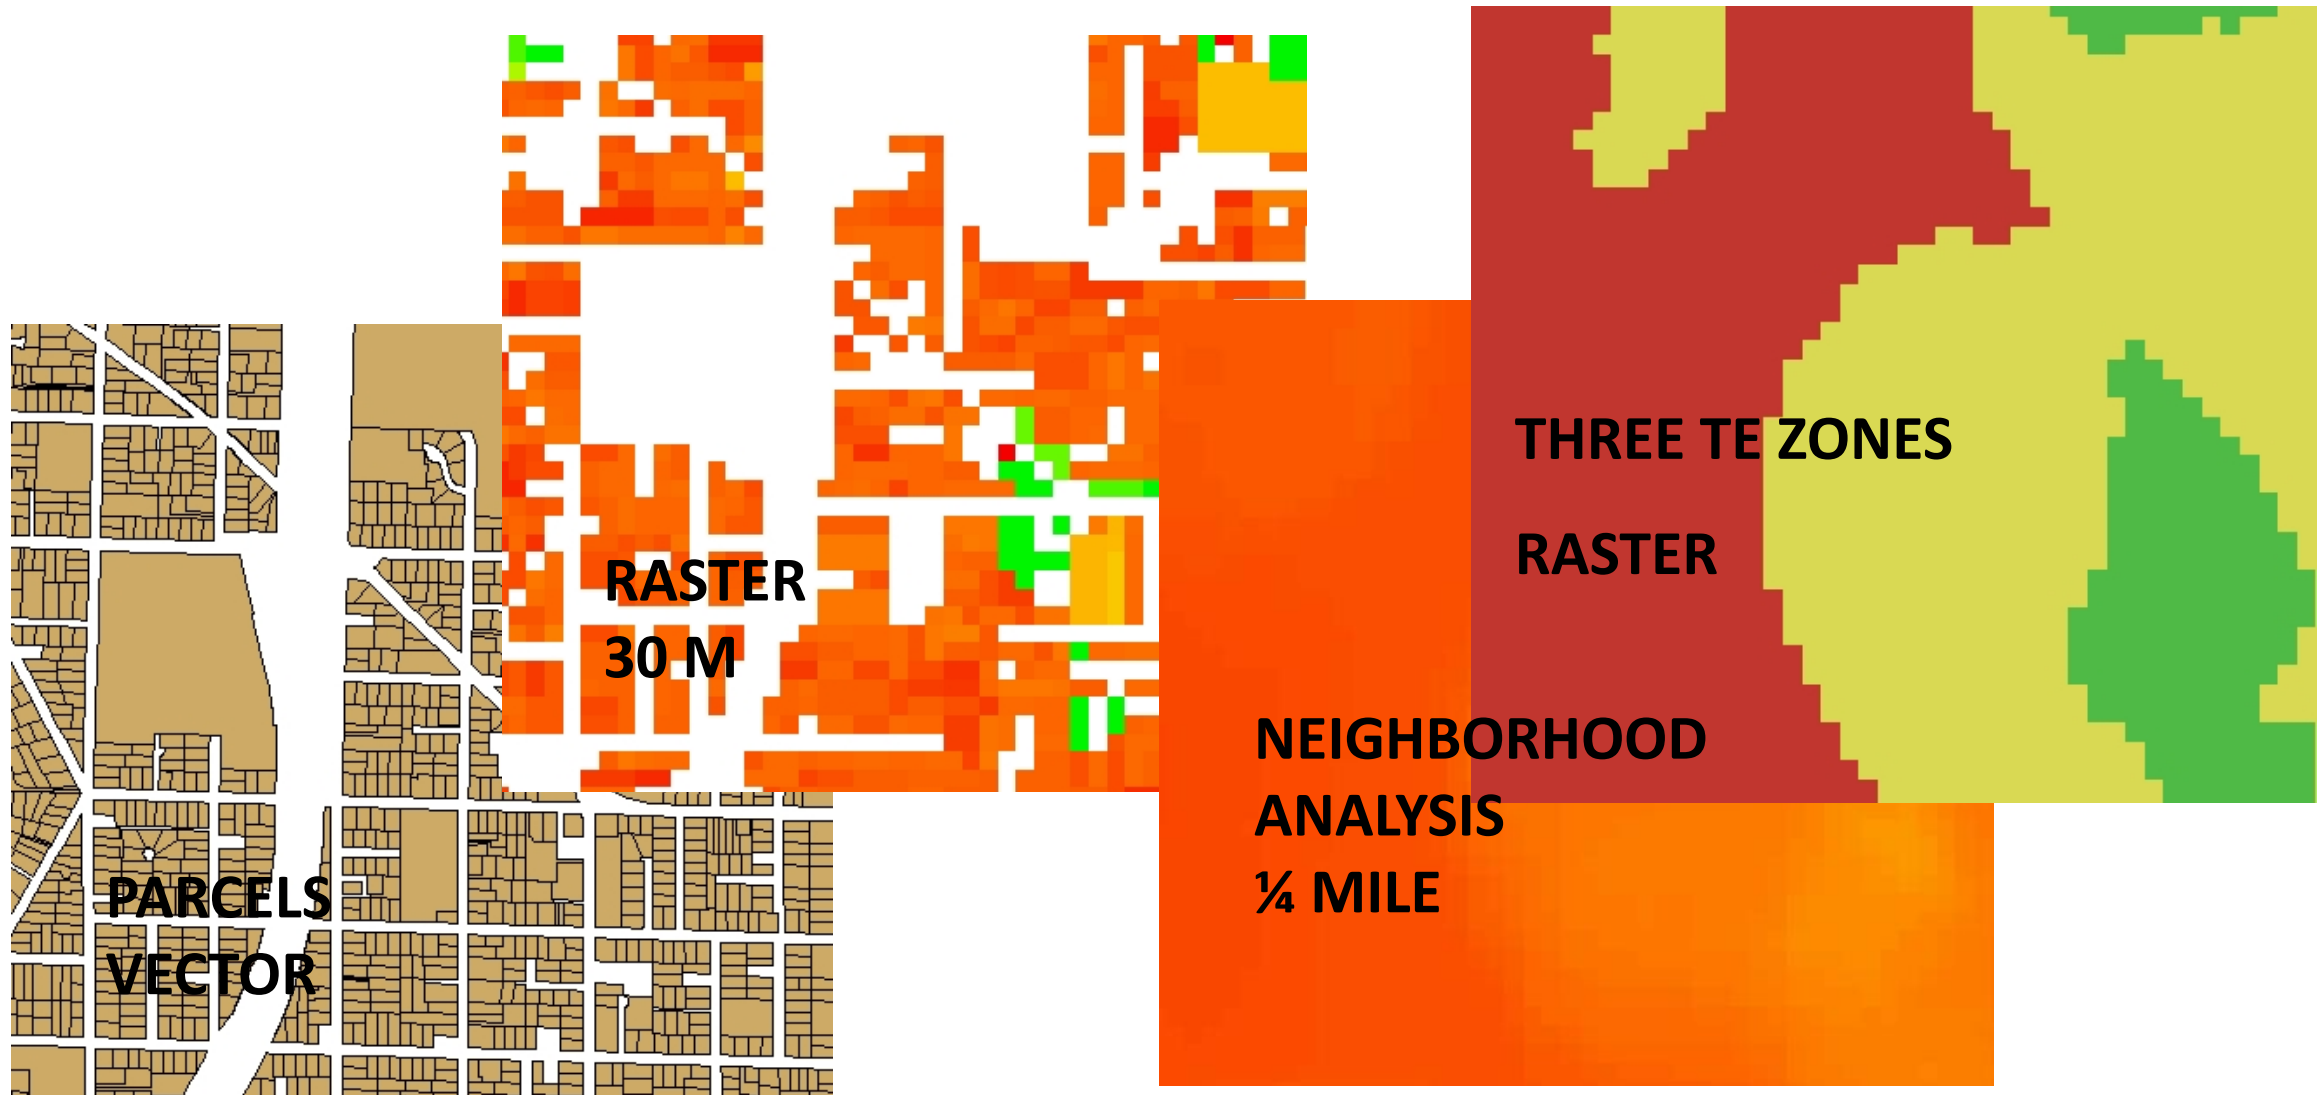 PARCELS
VECTOR
RASTER
30 M
NEIGHBORHOOD
ANALYSIS
¼ MILE
THREE TE ZONES
RASTER